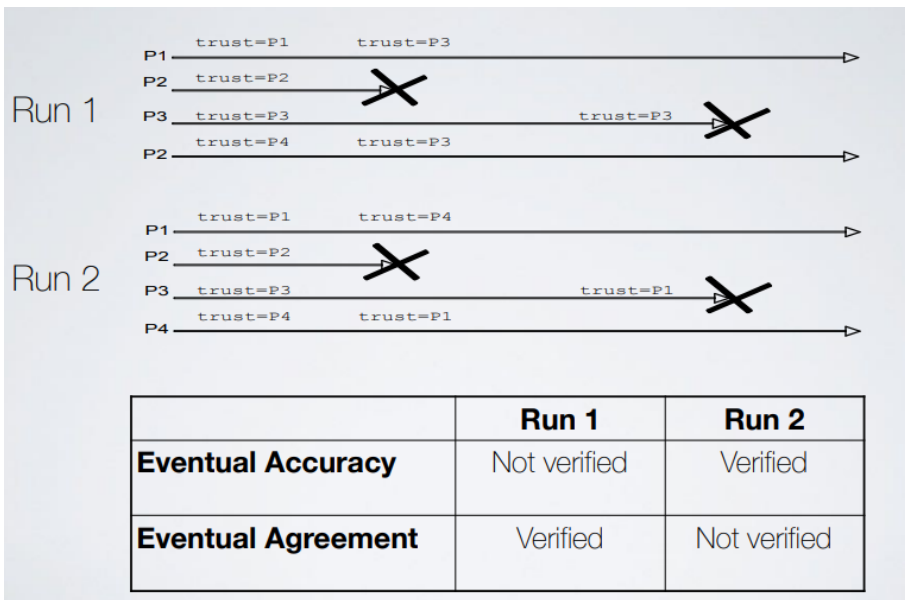 trust=P1 trust=P3
P1
P2 trust=P2
Run 1
P3 trust=P3 trust=P3
trust=P4 trust=P3
P2
trust=P1 trust=P4
P1
P2 trust=P2
Run 2
P3 trust=P3 trust=P1
trust=P4 trust=P1
P4
Run 1 Run 2
Eventual Accuracy Not verified Verified
Eventual Agreement Verified Not verified